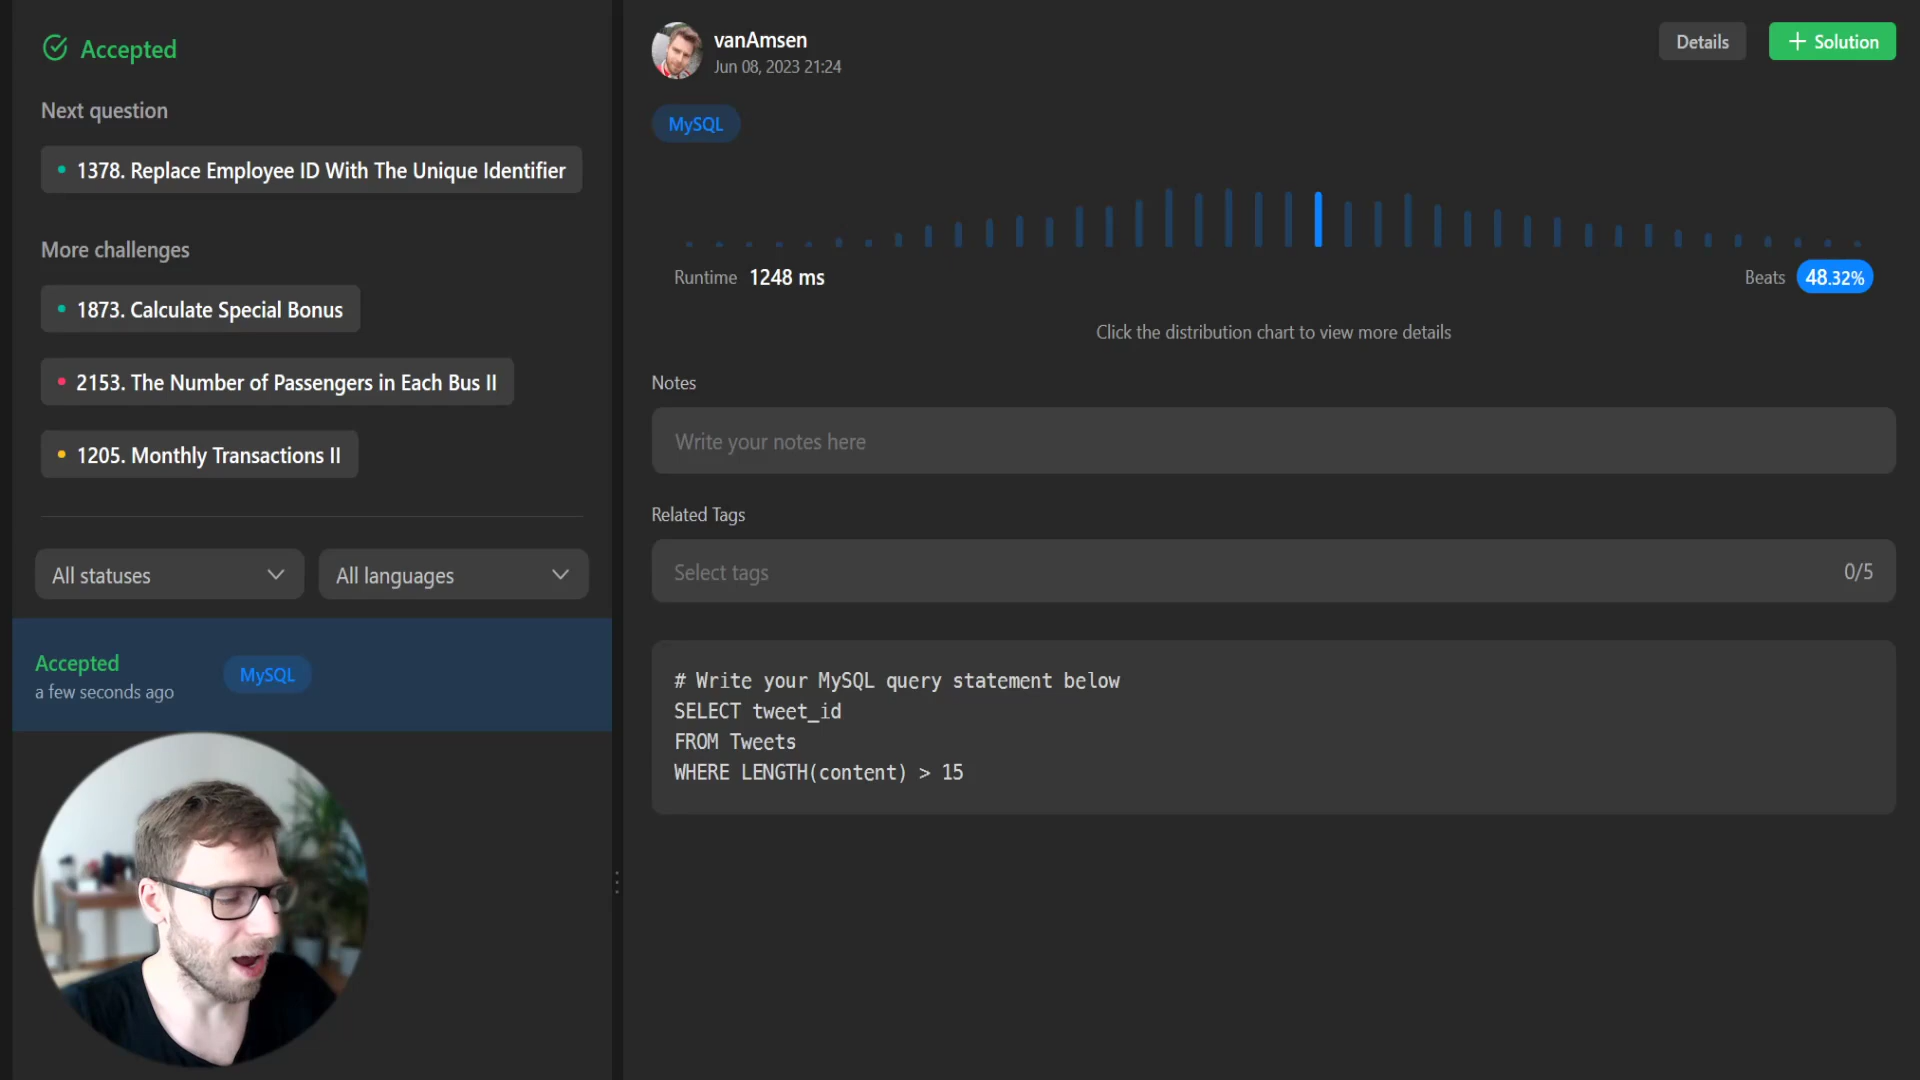 Accepted
Next question
1378. Replace Employee ID With The Unique Identifier
More challenges
1873. Calculate Special Bonus
2153. The Number of Passengers in Each Bus II
1205. Monthly Transactions II
All statuses
All languages
Accepted
a few seconds ago
MySQL
vanAmsen
Jun 08, 2023 21:24
Details
+ Solution
MySQL
Runtime 1248 ms
Beats 48.32%
Click the distribution chart to view more details
Notes
Write your notes here
Related Tags
Select tags
0/5
# Write your MySQL query statement below
SELECT tweet_id
FROM Tweets
WHERE LENGTH(content) > 15